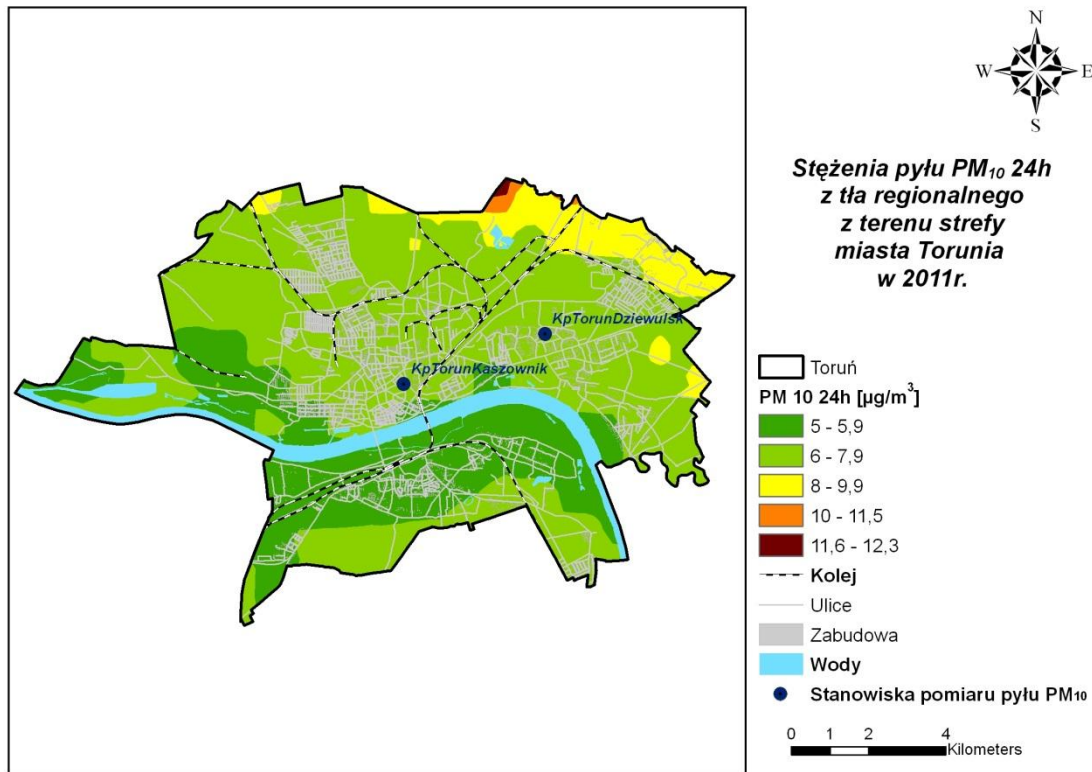 N
W E
S
Stężenia pyłu PM10 24h
z tła regionalnego
z terenu strefy
miasta Torunia
w 2011r.
KpTorunDziewulsk
KpTorunKaszownik
Toruń
PM 10 24h [µg/m³]
5 - 5,9
6 - 7,9
8 - 9,9
10 - 11,5
11,6 - 12,3
Kolej
Ulice
Zabudowa
Wody
Stanowiska pomiaru pyłu PM10
0 1 2 4
Kilometers